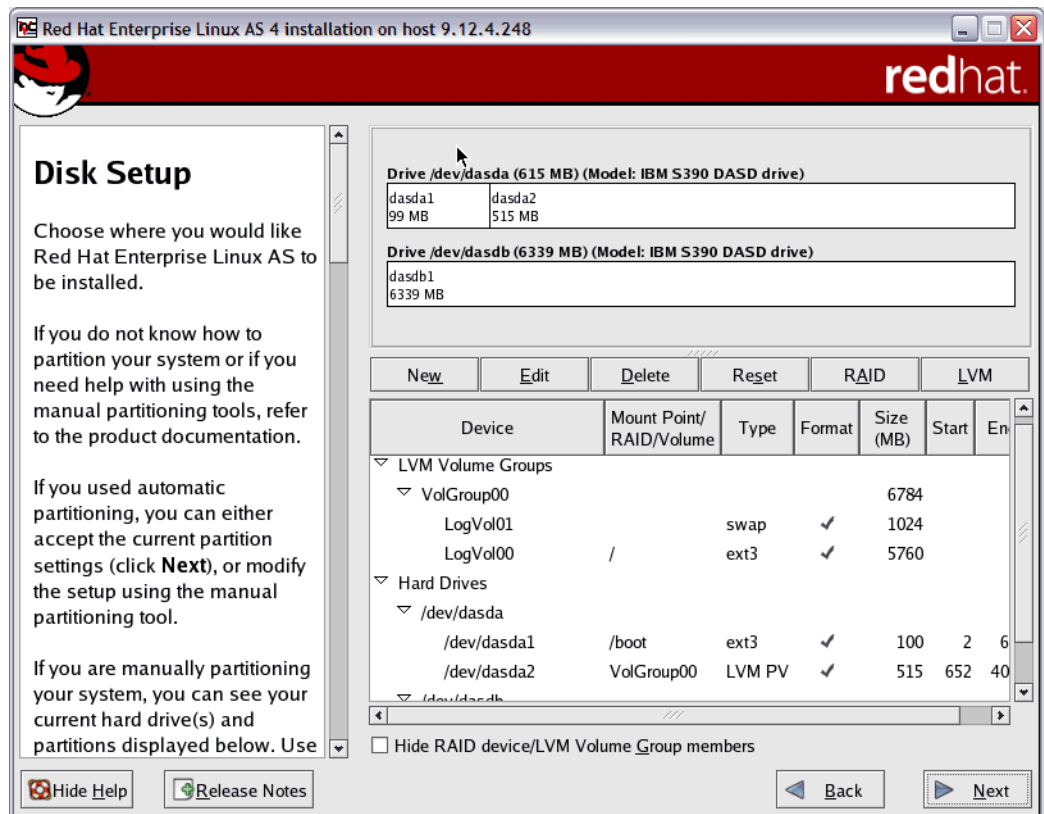 Red Hat Enterprise Linux AS 4 installation on host 9.12.4.248
redhat.
Disk Setup
Choose where you would like
Red Hat Enterprise Linux AS to
be installed.
If you do not know how to
partition your system or if you
need help with using the
manual partitioning tools, refer
to the product documentation.
If you used automatic
partitioning, you can either
accept the current partition
settings (click Next), or modify
the setup using the manual
partitioning tool.
If you are manually partitioning
your system, you can see your
current hard drive(s) and
partitions displayed below. Use
Drive /dev/dasda (615 MB) (Model: IBM S390 DASD drive)
dasda1 dasda2
99 MB 515 MB
Drive /dev/dasdb (6339 MB) (Model: IBM S390 DASD drive)
dasdb1
6339 MB
New Edit Delete Reset RAID LVM
Device Mount Point/ RAID/Volume Type Format Size (MB) Start En
LVM Volume Groups
VolGroup00 6784
LogVol01 swap ✓ 1024
LogVol00 / ext3 ✓ 5760
Hard Drives
/dev/dasda
/dev/dasda1 /boot ext3 ✓ 100 2 6
/dev/dasda2 VolGroup00 LVM PV ✓ 515 652 40
/dev/dasdb
Hide RAID device/LVM Volume Group members
Hide Help Release Notes Back Next